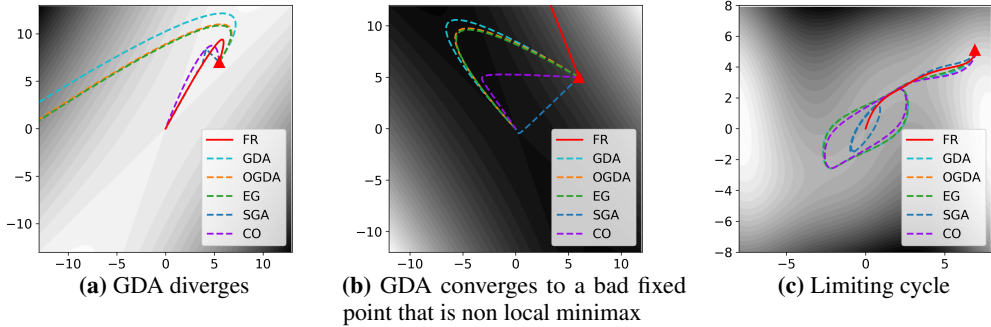 10
5
0
−5
−10
−10
−5
0
5
10
FR
GDA
OGDA
EG
SGA
CO
(a) GDA diverges
10
5
0
−5
−10
−10
−5
0
5
10
FR
GDA
OGDA
EG
SGA
CO
(b) GDA converges to a bad fixed
point that is non local minimax
8
6
4
2
0
−2
−4
−6
−8
−5
0
5
FR
GDA
OGDA
EG
SGA
CO
(c) Limiting cycle